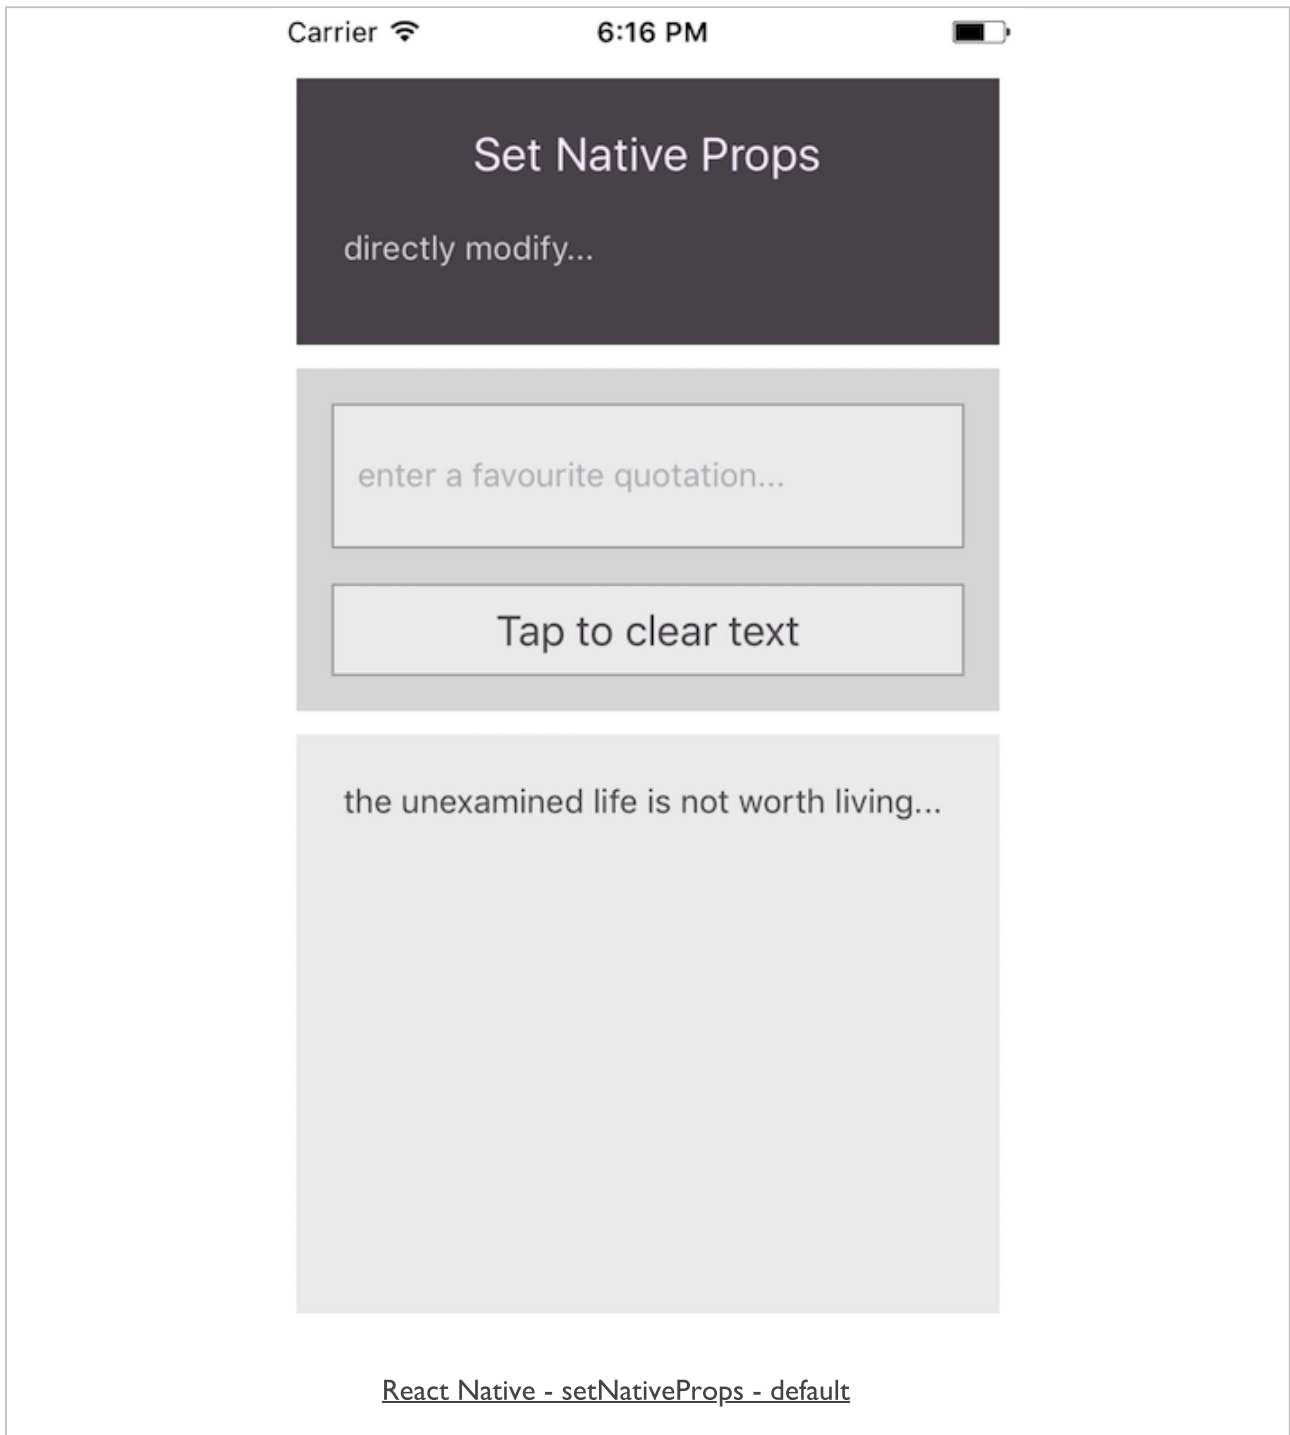 Carrier 6:16 PM
Set Native Props
directly modify...
enter a favourite quotation...
Tap to clear text
the unexamined life is not worth living...
React Native - setNativeProps - default